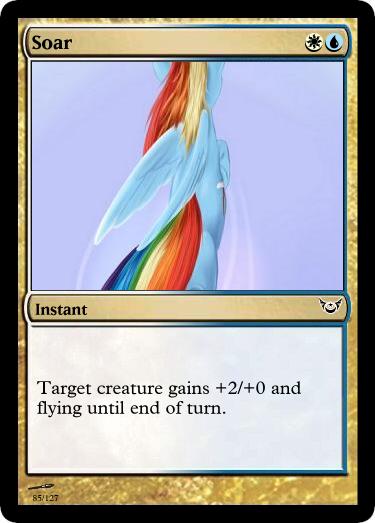 Soar
Instant
Target creature gains +2/+0 and
flying until end of turn.
85/127